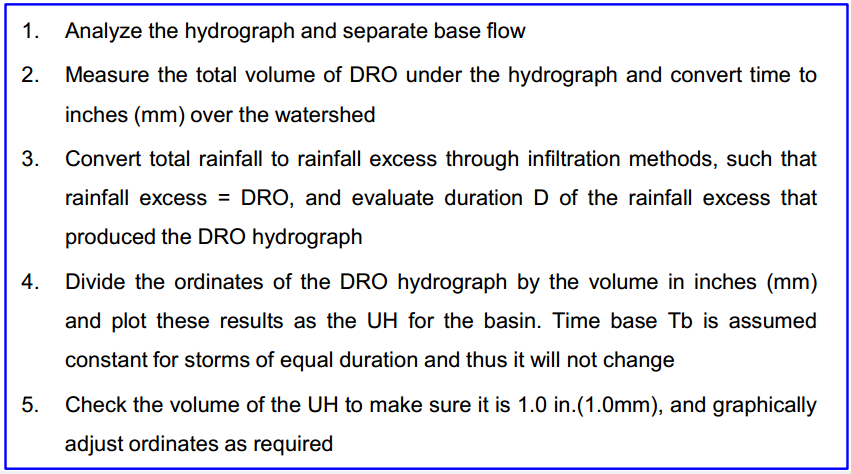 1. Analyze the hydrograph and separate base flow
2. Measure the total volume of DRO under the hydrograph and convert time to
inches (mm) over the watershed
3. Convert total rainfall to rainfall excess through infiltration methods, such that
rainfall excess = DRO, and evaluate duration D of the rainfall excess that
produced the DRO hydrograph
4. Divide the ordinates of the DRO hydrograph by the volume in inches (mm)
and plot these results as the UH for the basin. Time base Tb is assumed
constant for storms of equal duration and thus it will not change
5. Check the volume of the UH to make sure it is 1.0 in.(1.0mm), and graphically
adjust ordinates as required